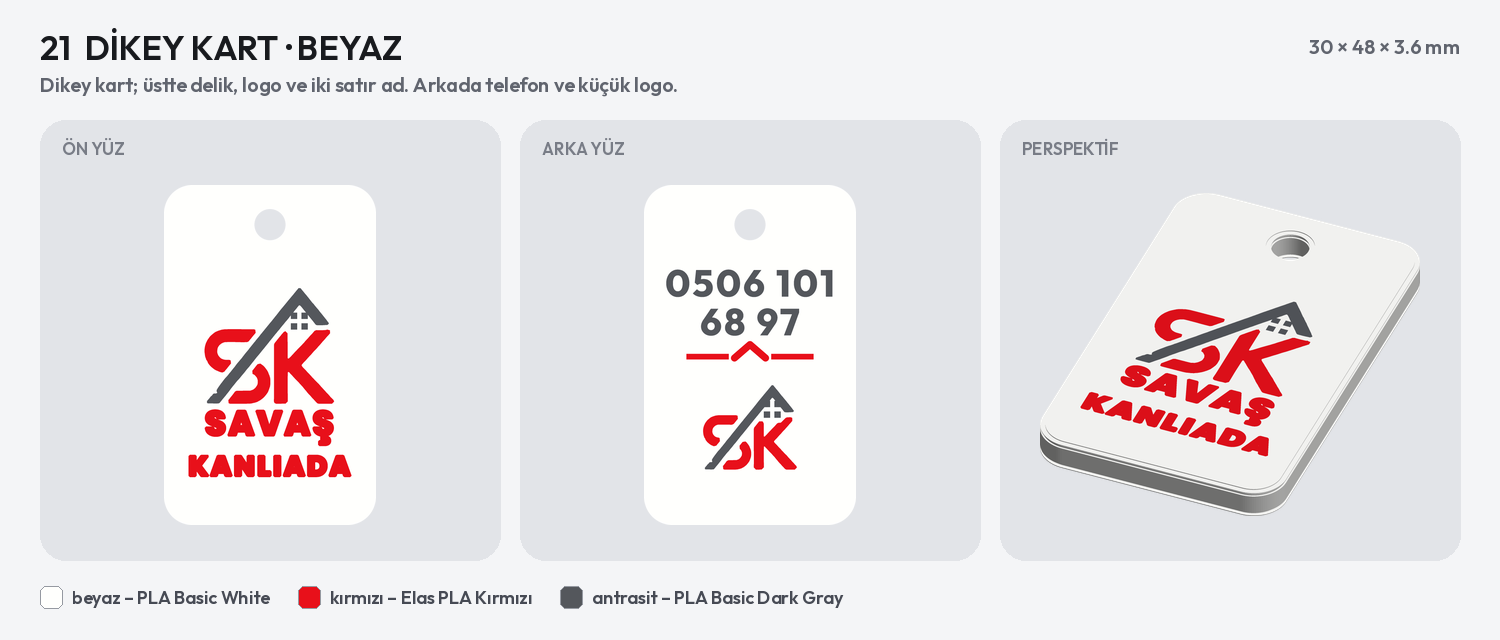 21 DİKEY KART · BEYAZ
30 × 48 × 3.6 mm
Dikey kart; üstte delik, logo ve iki satır ad. Arkada telefon ve küçük logo.
ÖN YÜZ
SK
SAVAŞ
KANLIADA
ARKA YÜZ
0506 101
68 97
SK
PERSPEKTİF
SK
SAVAŞ
KANLIADA
beyaz – PLA Basic White
kırmızı – Elas PLA Kırmızı
antrasit – PLA Basic Dark Gray